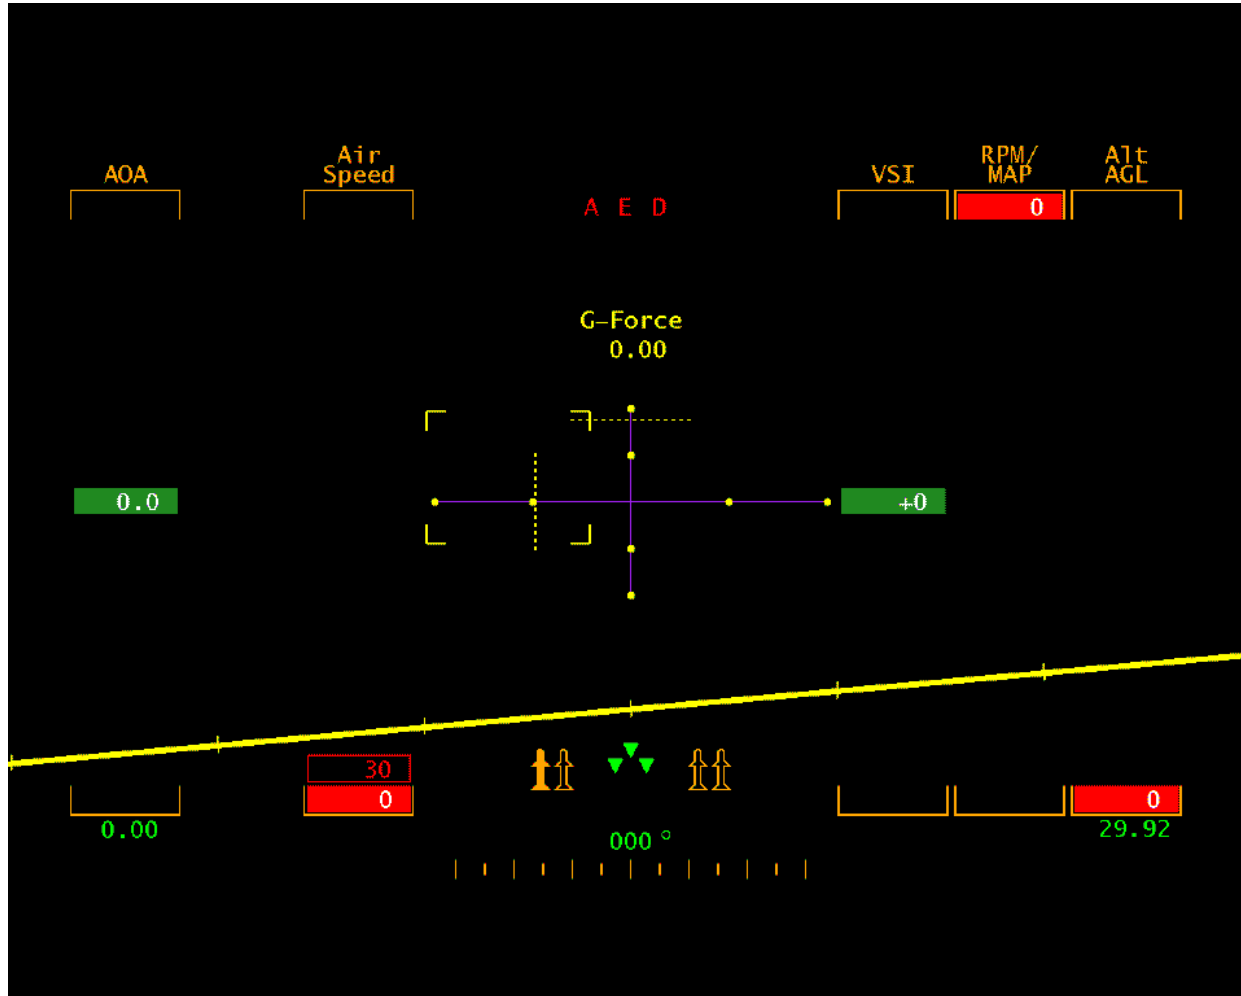 Air
Speed
AOA
RPM/
MAP
Alt
AGL
VSI
A E D
0
G-Force
0.00
0.0
+0
30
0
0
0.00
29.92
000°